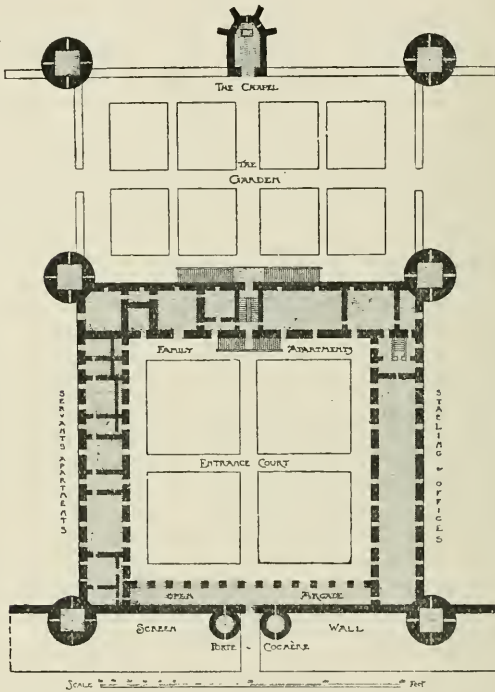 THE CHAPEL
THE
GARDEN
FAMILY APARTMENTS
SERVANTS APARTMENTS
STABLING & OFFICES
ENTRANCE COURT
OPEN ARCADE
SCREEN WALL
PORTE - COCHÈRE
SCALE FEET